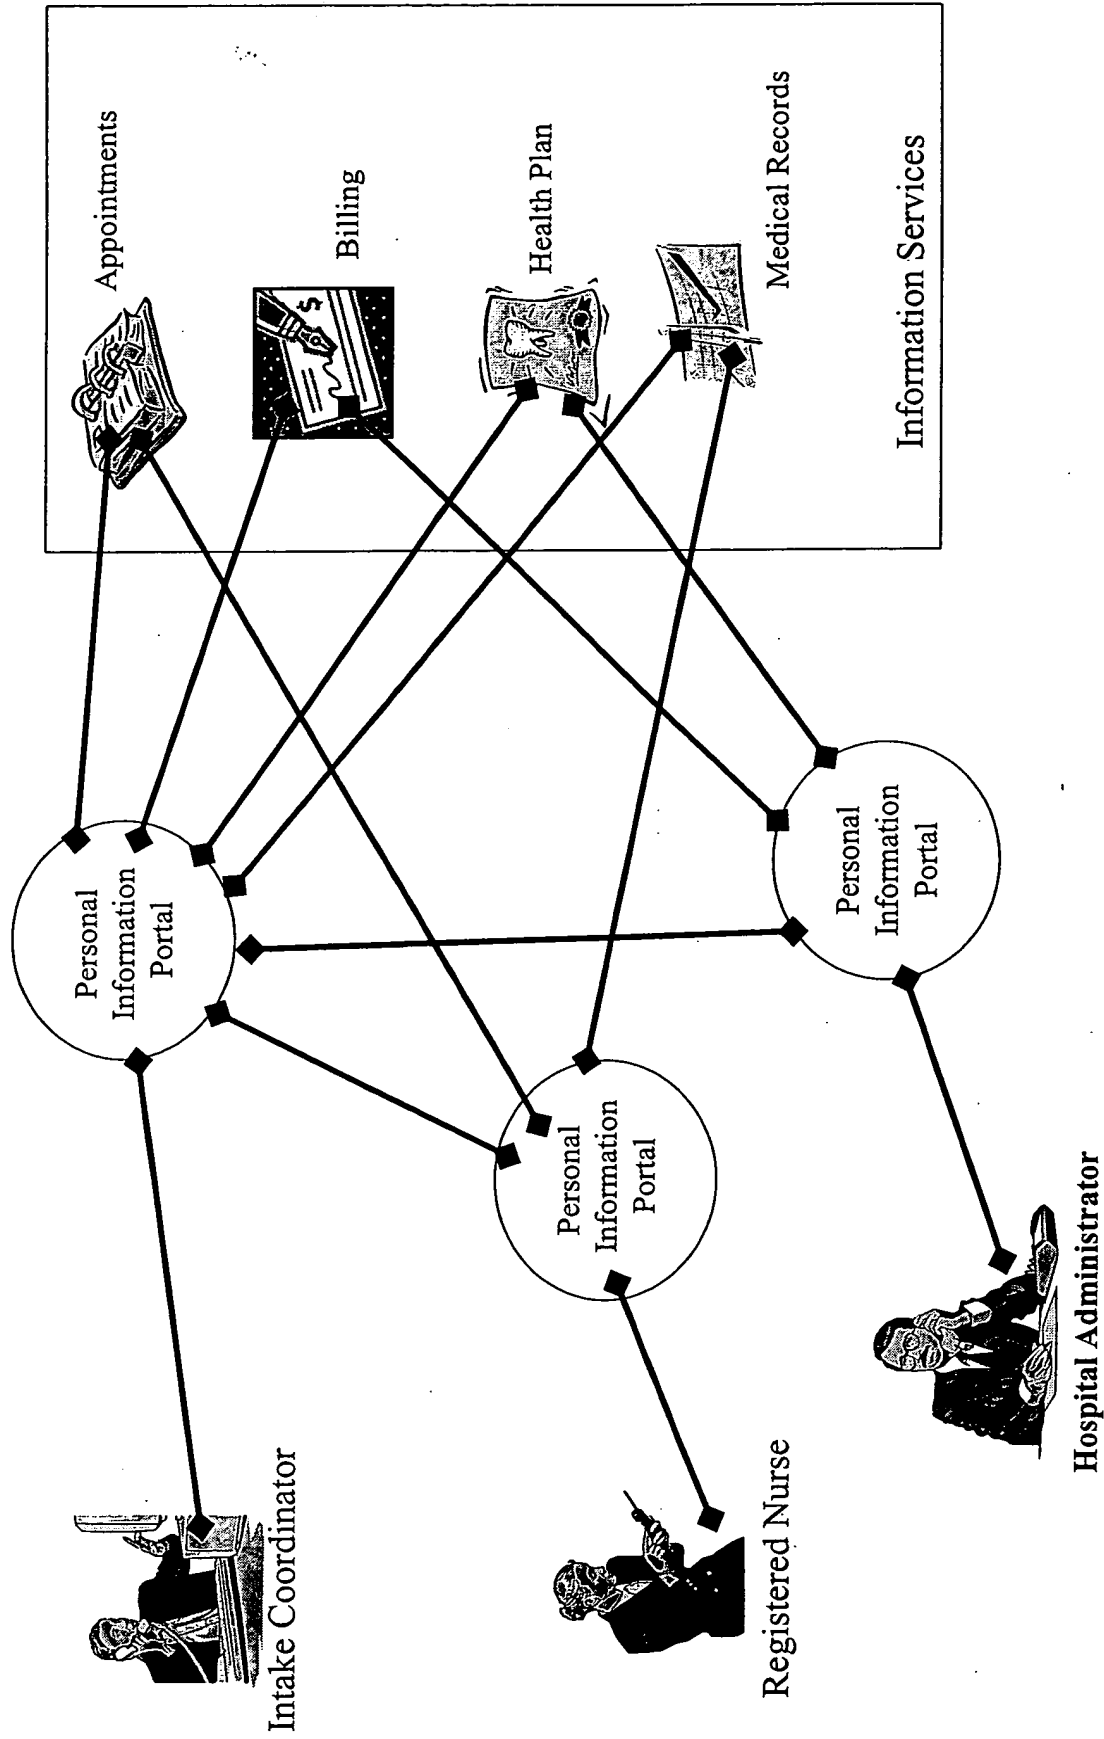 Intake Coordinator
Registered Nurse
Hospital Administrator
Personal
Information
Portal
Personal
Information
Portal
Personal
Information
Portal
Appointments
Billing
$
Health Plan
Medical Records
Information Services